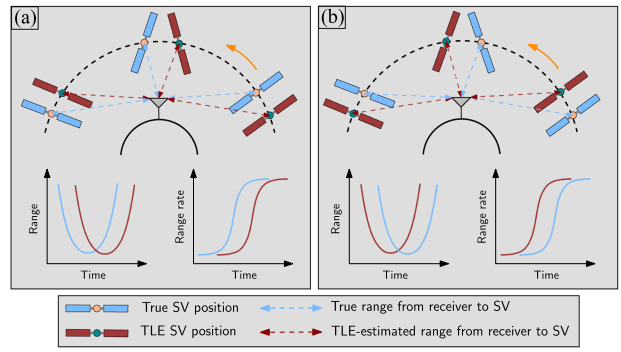 (a)
Range
Time
Range rate
Time
(b)
Range
Time
Range rate
Time
True SV position
True range from receiver to SV
TLE SV position
TLE-estimated range from receiver to SV